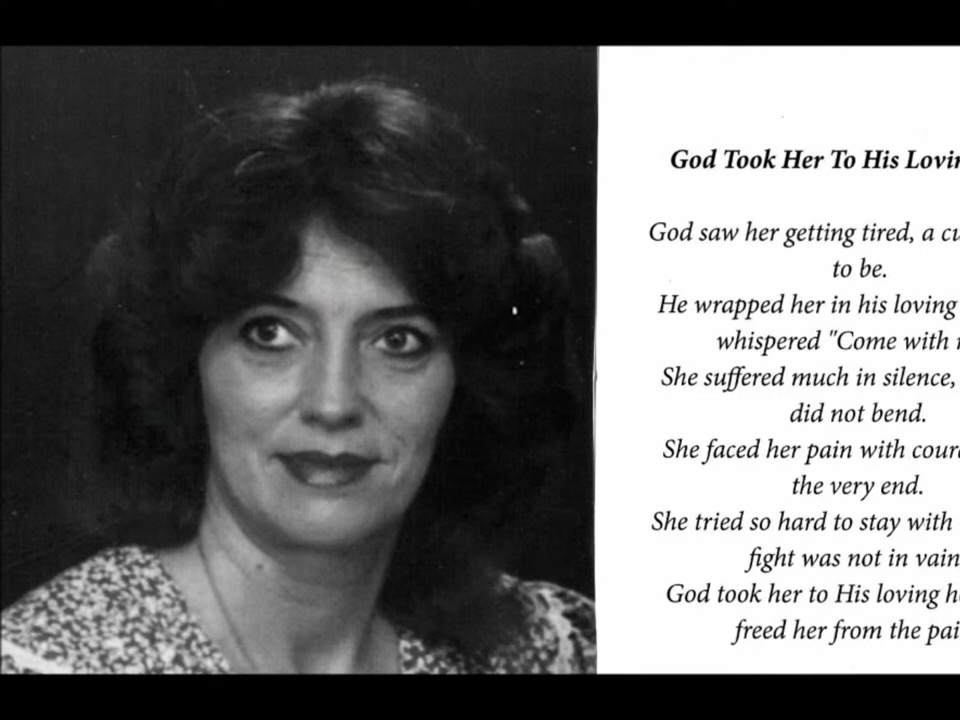 God Took Her To His
God saw her getting tired, a
to be.
He wrapped her in his loving
whispered "Come with
She suffered much in silence,
did not bend.
She faced her pain with
the very end.
She tried so hard to stay with
fight was not in vain
God took her to His loving
freed her from the